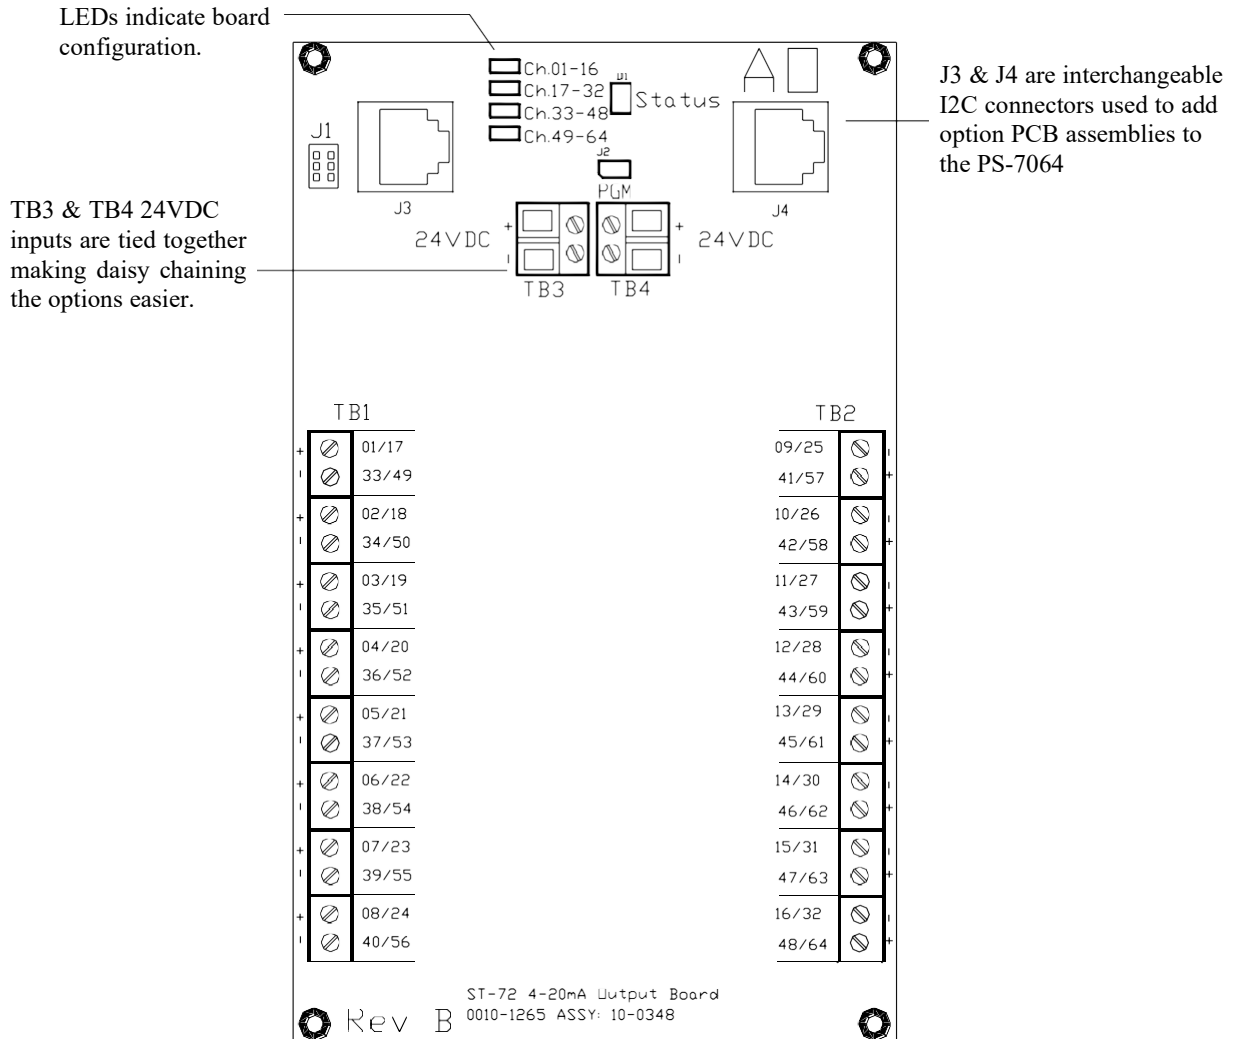 LEDs indicate board
configuration.
Ch.01-16
Ch.17-32
Ch.33-48
Ch.49-64
D1
Status
J1
J3
J2
PGM
J4
J3 & J4 are interchangeable
I2C connectors used to add
option PCB assemblies to
the PS-7064
TB3 & TB4 24VDC
inputs are tied together
making daisy chaining
the options easier.
+ 24VDC -
TB3
TB4
+ 24VDC -
TB1
+ 01/17
- 33/49
+ 02/18
- 34/50
+ 03/19
- 35/51
+ 04/20
- 36/52
+ 05/21
- 37/53
+ 06/22
- 38/54
+ 07/23
- 39/55
+ 08/24
- 40/56
TB2
09/25 -
41/57 +
10/26 -
42/58 +
11/27 -
43/59 +
12/28 -
44/60 +
13/29 -
45/61 +
14/30 -
46/62 +
15/31 -
47/63 +
16/32 -
48/64 +
ST-72 4-20mA Output Board
Rev B 0010-1265 ASSY: 10-0348